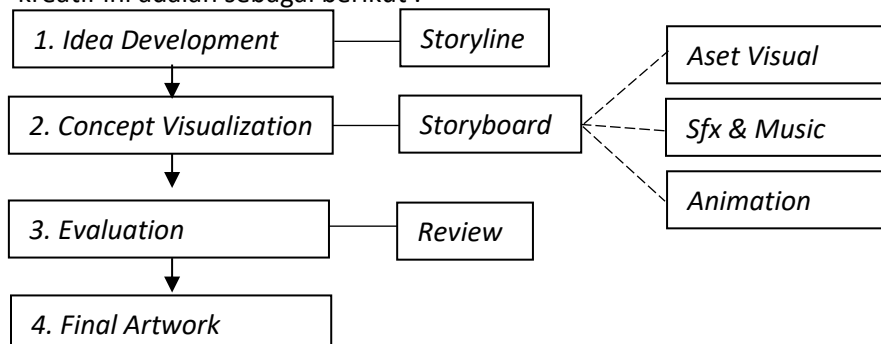 kreatif ini adalah sebagai berikut :
1. Idea Development
Storyline
Aset Visual
2. Concept Visualization
Storyboard
Sfx & Music
Animation
3. Evaluation
Review
4. Final Artwork